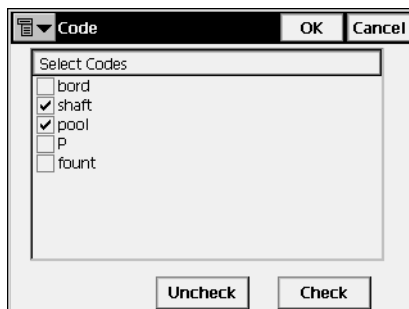 Code OK Cancel
Select Codes
bord
shaft
pool
P
fount
Uncheck Check